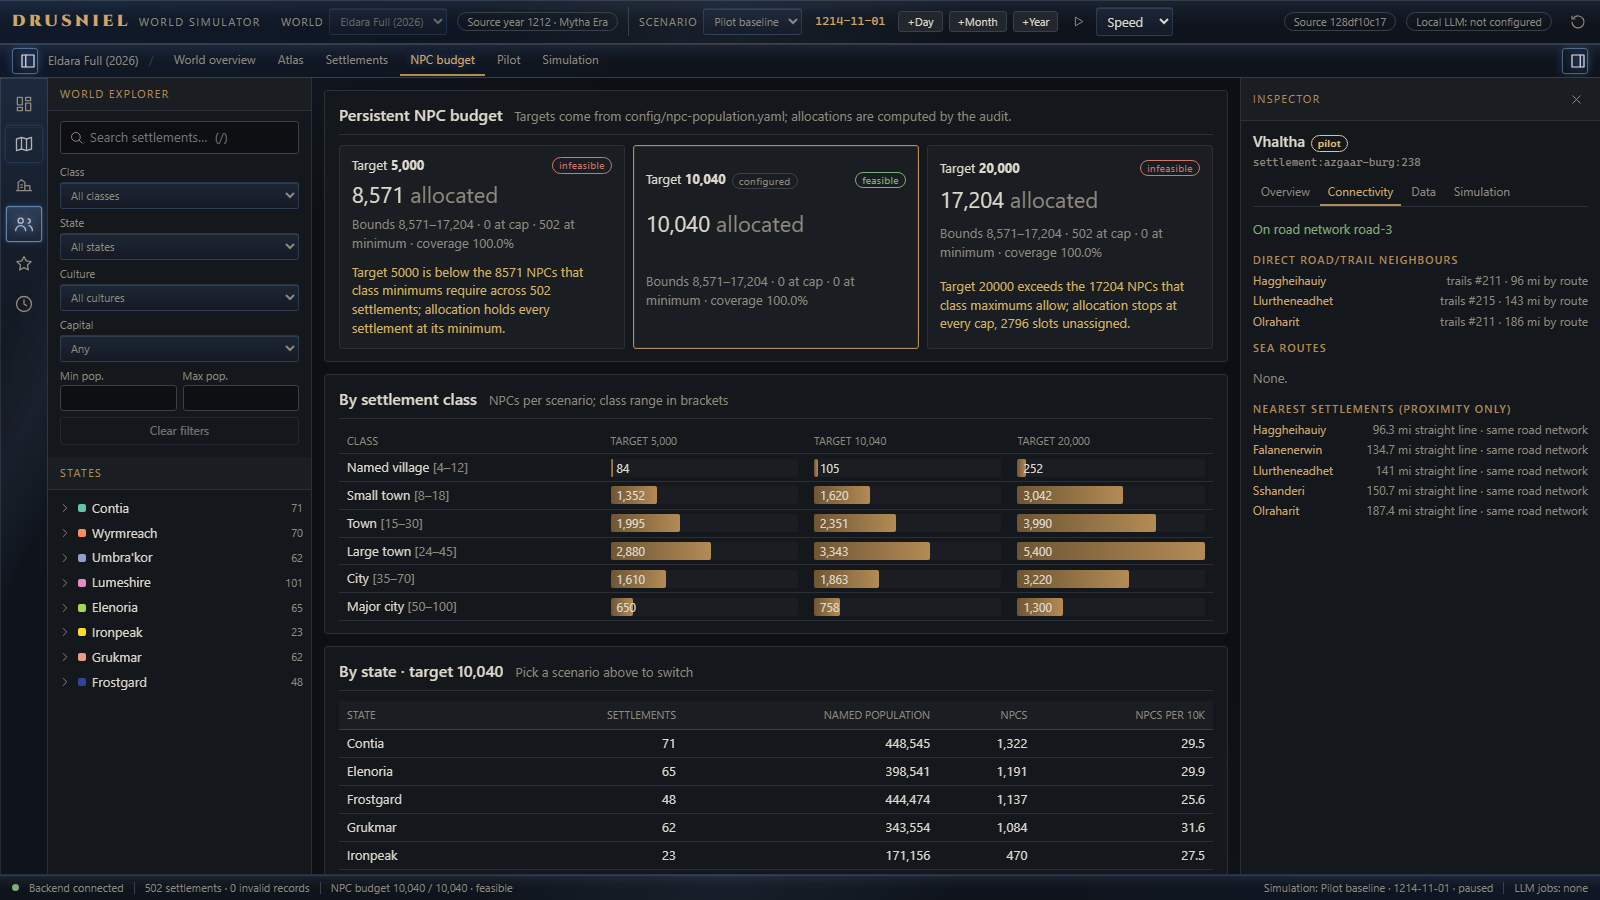 DRUSNIEL WORLD SIMULATOR WORLD Eldara Full (2026) Source year 1212 · Mytha Era SCENARIO Pilot baseline 1214-11-01 +Day +Month +Year Speed Source 128df10c17 Local LLM: not configured
Eldara Full (2026) / World overview Atlas Settlements NPC budget Pilot Simulation
WORLD EXPLORER
Search settlements... (/)
Class
All classes
State
All states
Culture
All cultures
Capital
Any
Min pop. Max pop.
Clear filters
STATES
Contia 71
Wyrmreach 70
Umbra'kor 62
Lumeshire 101
Elenoria 65
Ironpeak 23
Grukmar 62
Frostgard 48
Persistent NPC budget Targets come from config/npc-population.yaml; allocations are computed by the audit.
Target 5,000 infeasible
8,571 allocated
Bounds 8,571–17,204 · 0 at cap · 502 at
minimum · coverage 100.0%
Target 5000 is below the 8571 NPCs that
class minimums require across 502
settlements; allocation holds every
settlement at its minimum.
Target 10,040 configured feasible
10,040 allocated
Bounds 8,571–17,204 · 0 at cap · 0 at
minimum · coverage 100.0%
Target 20,000 infeasible
17,204 allocated
Bounds 8,571–17,204 · 502 at cap · 0 at
minimum · coverage 100.0%
Target 20000 exceeds the 17204 NPCs that
class maximums allow; allocation stops at
every cap, 2796 slots unassigned.
By settlement class NPCs per scenario; class range in brackets
CLASS TARGET 5,000 TARGET 10,040 TARGET 20,000
Named village [4–12] 84 105 252
Small town [8–18] 1,352 1,620 3,042
Town [15–30] 1,995 2,351 3,990
Large town [24–45] 2,880 3,343 5,400
City [35–70] 1,610 1,863 3,220
Major city [50–100] 650 758 1,300
By state · target 10,040 Pick a scenario above to switch
STATE SETTLEMENTS NAMED POPULATION NPCS NPCS PER 10K
Contia 71 448,545 1,322 29.5
Elenoria 65 398,541 1,191 29.9
Frostgard 48 444,474 1,137 25.6
Grukmar 62 343,554 1,084 31.6
Ironpeak 23 171,156 470 27.5
INSPECTOR
Vhaltha pilot
settlement:azgaar-burg:238
Overview Connectivity Data Simulation
On road network road-3
DIRECT ROAD/TRAIL NEIGHBOURS
Haggheihauiy trails #211 · 96 mi by route
Llurtheneadhet trails #215 · 143 mi by route
Olraharit trails #211 · 186 mi by route
SEA ROUTES
None.
NEAREST SETTLEMENTS (PROXIMITY ONLY)
Haggheihauiy 96.3 mi straight line · same road network
Falanenerwin 134.7 mi straight line · same road network
Llurtheneadhet 141 mi straight line · same road network
Sshanderi 150.7 mi straight line · same road network
Olraharit 187.4 mi straight line · same road network
Backend connected 502 settlements · 0 invalid records NPC budget 10,040 / 10,040 · feasible Simulation: Pilot baseline · 1214-11-01 · paused LLM jobs: none